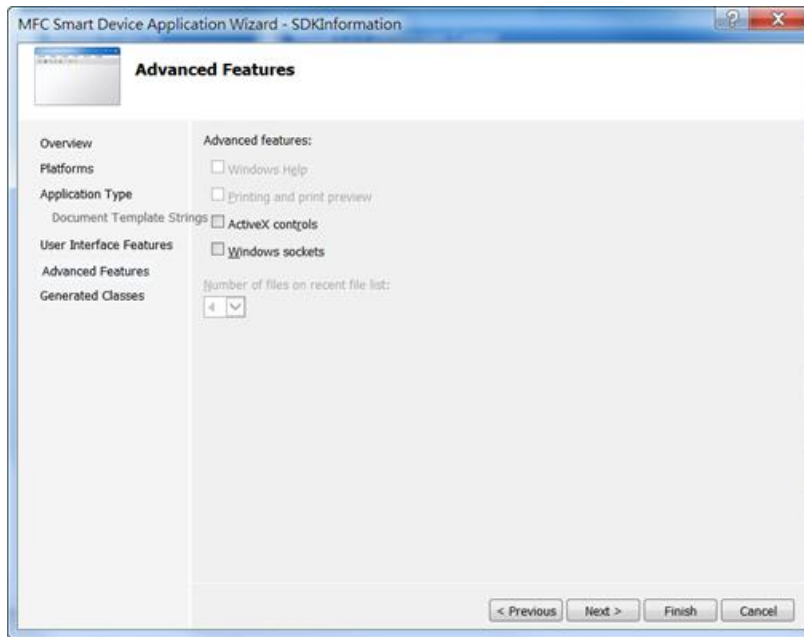 MFC Smart Device Application Wizard - SDKInformation
Advanced Features
Overview
Platforms
Application Type
Document Template Strings
User Interface Features
Advanced Features
Generated Classes
Advanced features:
Windows Help
Printing and print preview
ActiveX controls
Windows sockets
Number of files on recent file list:
4
< Previous
Next >
Finish
Cancel